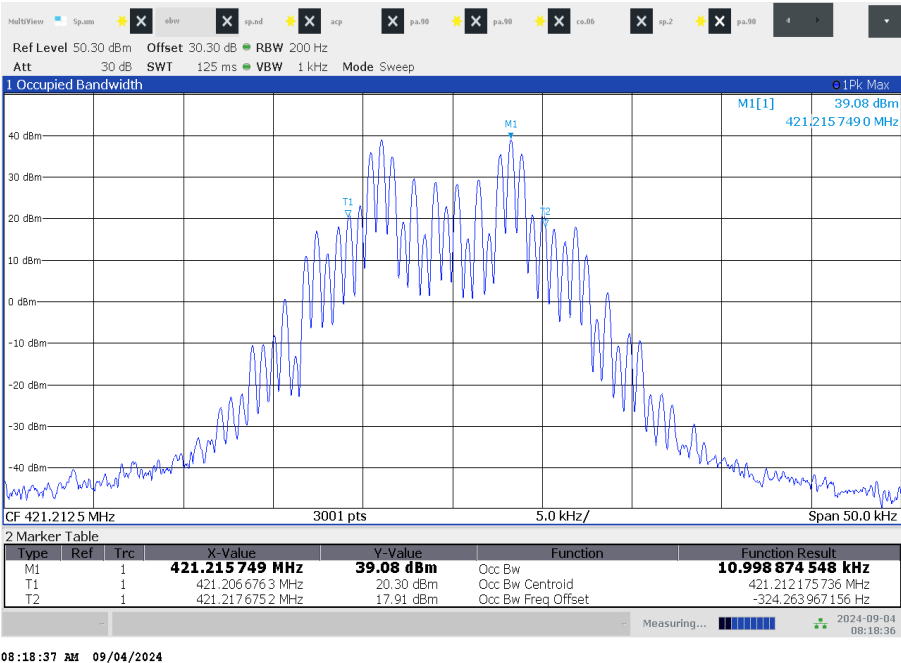 MultiView Sp.um obw sp.nd acp pa.90 pa.90 co.06 sp.2 pa.90
Ref Level 50.30 dBm Offset 30.30 dB RBW 200 Hz
Att 30 dB SWT 125 ms VBW 1 kHz Mode Sweep
1 Occupied Bandwidth 1Pk Max
M1[1] 39.08 dBm
421.215 749 0 MHz
M1
40 dBm
30 dBm
T1
T2
20 dBm
10 dBm
0 dBm
-10 dBm
-20 dBm
-30 dBm
-40 dBm
CF 421.212 5 MHz 3001 pts 5.0 kHz/ Span 50.0 kHz
2 Marker Table
Type Ref Trc X-Value Y-Value Function Function Result
M1 1 421.215 749 MHz 39.08 dBm Occ Bw 10.998 874 548 kHz
T1 1 421.206 676 3 MHz 20.30 dBm Occ Bw Centroid 421.212 175 736 MHz
T2 1 421.217 675 2 MHz 17.91 dBm Occ Bw Freq Offset -324.263 967 156 Hz
Measuring... 2024-09-04
08:18:36
08:18:37 AM 09/04/2024